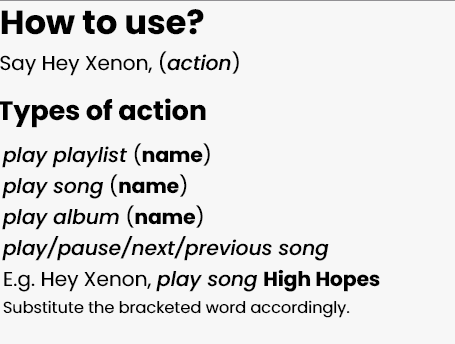 How to use?
Say Hey Xenon, (action)
Types of action
play playlist (name)
play song (name)
play album (name)
play/pause/next/previous song
E.g. Hey Xenon, play song High Hopes
Substitute the bracketed word accordingly.